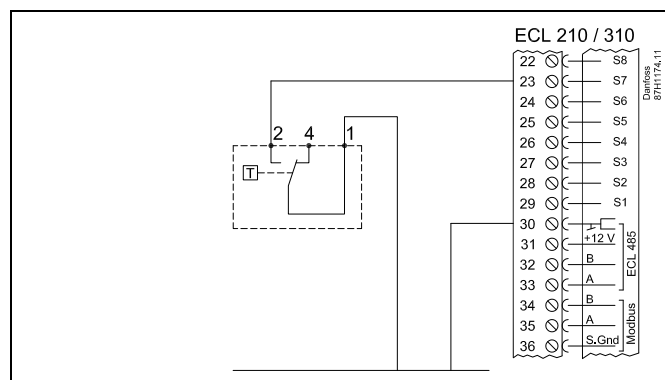 ECL 210 / 310
22 S8
23 S7
24 S6
25 S5
26 S4
27 S3
28 S2
29 S1
30
31 +12 V
32 B
33 A
34 B
35 A
36 S.Gnd
ECL 485
Modbus
Danfoss
87H1174.11
2 4 1
T